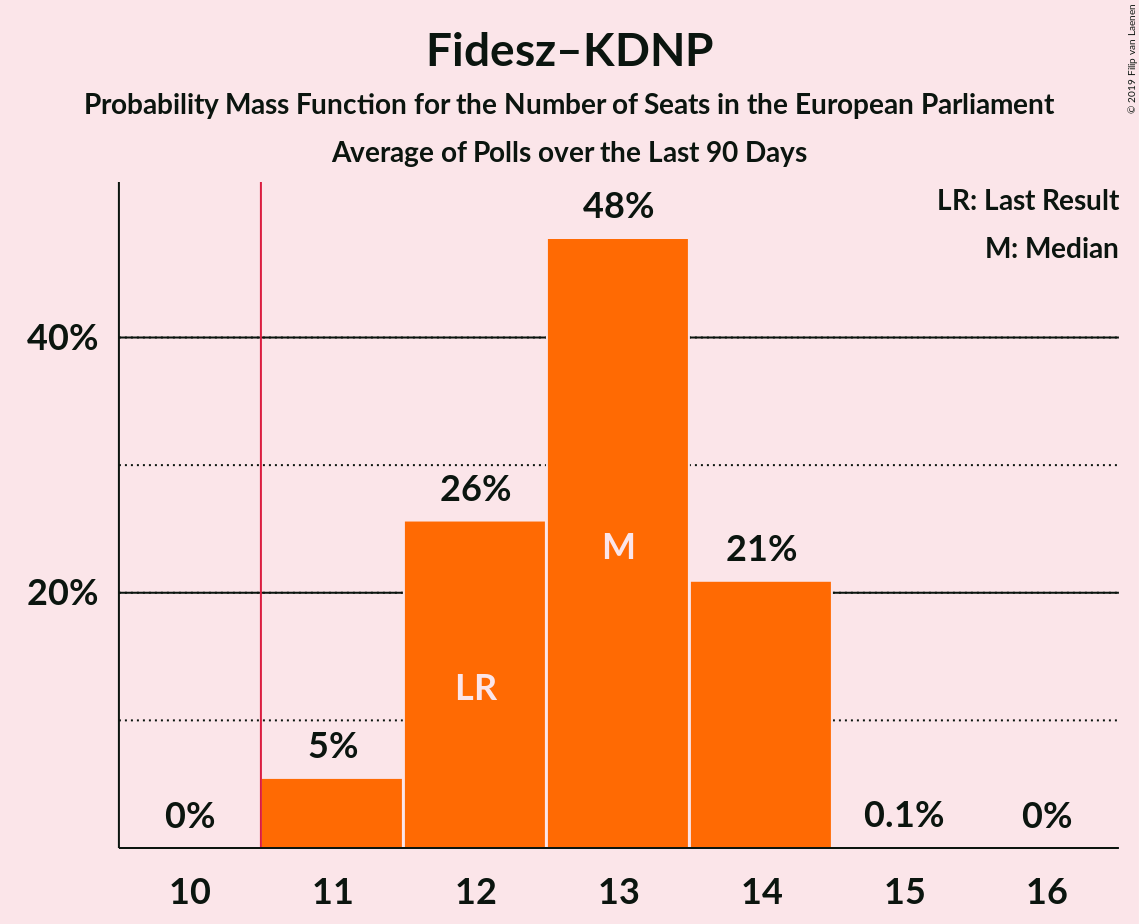 Fidesz–KDNP
Probability Mass Function for the Number of Seats in the European Parliament
Average of Polls over the Last 90 Days
© 2019 Filip van Laenen
LR: Last Result
M: Median
48%
40%
26%
M
21%
20%
LR
5%
0%
0.1%
0%
10 11 12 13 14 15 16